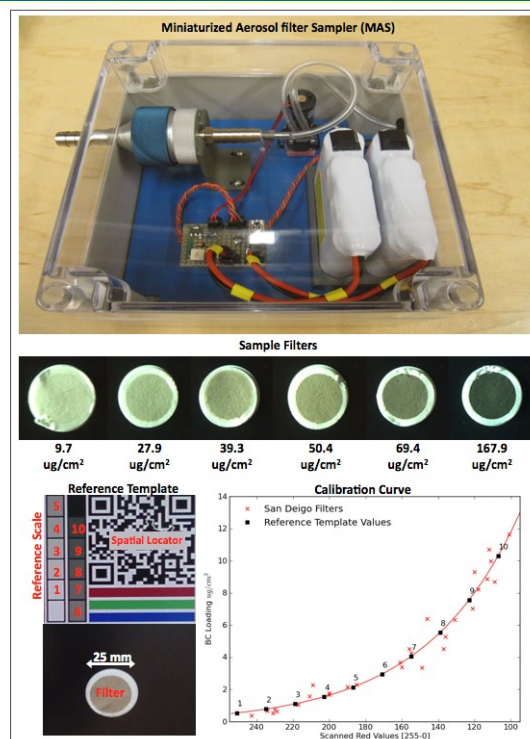 Miniaturized Aerosol filter Sampler (MAS)
Sample Filters
9.7 27.9 39.3 50.4 69.4 167.9
ug/cm² ug/cm² ug/cm² ug/cm² ug/cm² ug/cm²
Reference Template
Reference Scale
5
4 10
3 9
2 8
1 7
6
Spatial Locator
25 mm
Filter
Calibration Curve
San Deigo Filters
Reference Template Values
BC Loading ug/cm²
14
12
10
8
6
4
2
0
1 2 3 4 5 6 7 8 9 10
240 220 200 180 160 140 120 100
Scanned Red Values [255-0]